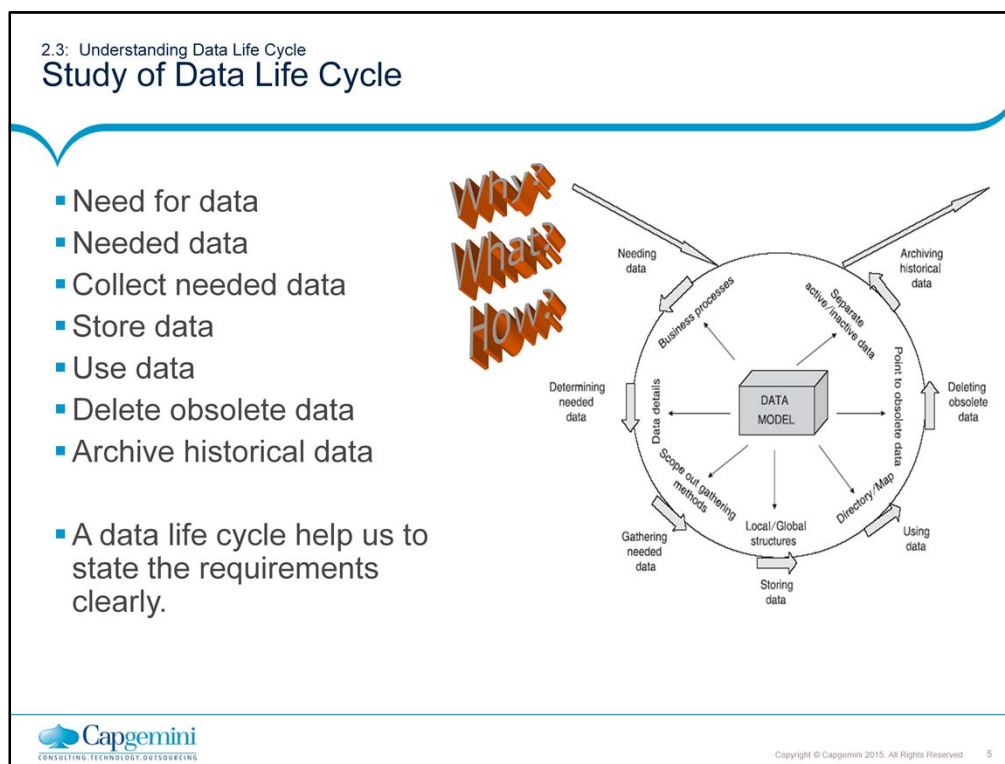 2.3: Understanding Data Life Cycle
Study of Data Life Cycle
Need for data
Needed data
Collect needed data
Store data
Use data
Delete obsolete data
Archive historical data
A data life cycle help us to
state the requirements
clearly.
Why?
What?
How?
Needing
data
Archiving
historical
data
Business processes
Separate
active/inactive data
Determining
needed
data
Data details
DATA
MODEL
Point to obsolete data
Deleting
obsolete
data
Scope out gathering
methods
Local/Global
structures
Directory/Map
Gathering
needed
data
Storing
data
Using
data
Capgemini
CONSULTING.TECHNOLOGY.OUTSOURCING
Copyright © Capgemini 2015. All Rights Reserved 5